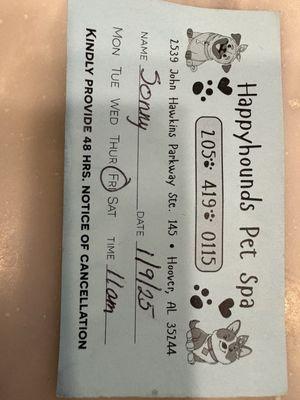 Happyhounds Pet Spa
205 419 0115
2539 John Hawkins Parkway Ste. 145 • Hoover, AL 35244
NAME Sonny DATE 1/9/25
MON TUE WED THUR FRI SAT TIME 11am
KINDLY PROVIDE 48 HRS. NOTICE OF CANCELLATION